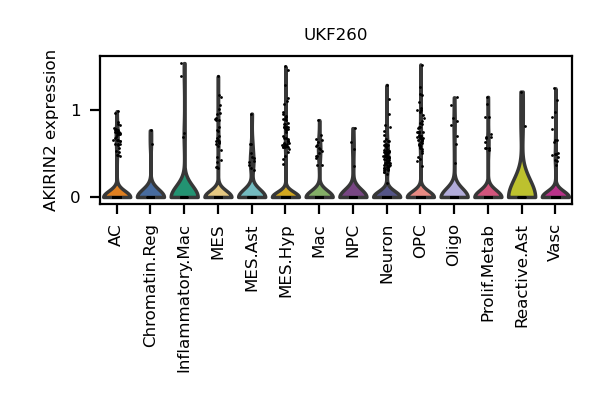 UKF260
AKIRIN2 expression
1
0
AC
Chromatin.Reg
Inflammatory.Mac
MES
MES.Ast
MES.Hyp
Mac
NPC
Neuron
OPC
Oligo
Prolif.Metab
Reactive.Ast
Vasc